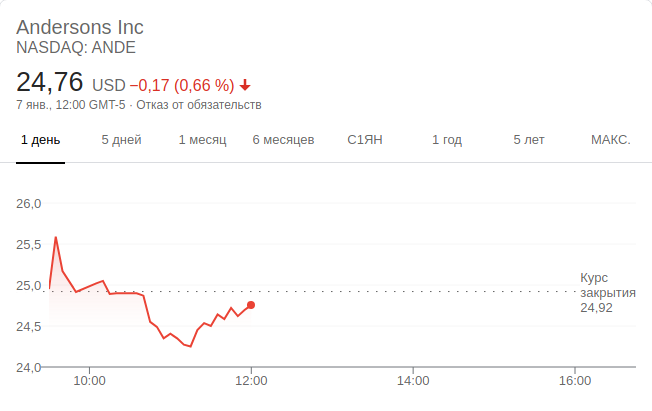 Andersons Inc
NASDAQ: ANDE
24,76 USD −0,17 (0,66 %)
7 янв., 12:00 GMT-5 · Отказ от обязательств
1 день 5 дней 1 месяц 6 месяцев С1ЯН 1 год 5 лет МАКС.
26,0
25,5
25,0
24,5
24,0
Курс
закрытия
24,92
10:00 12:00 14:00 16:00